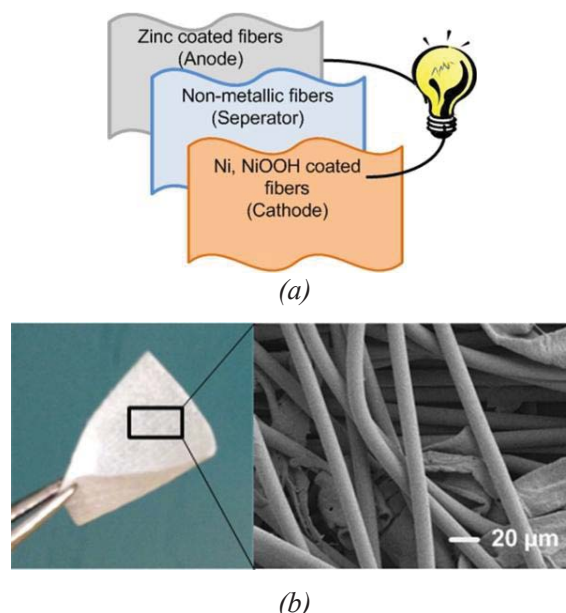 Zinc coated fibers
(Anode)
Non-metallic fibers
(Seperator)
Ni, NiOOH coated
fibers
(Cathode)
(a)
20 µm
(b)